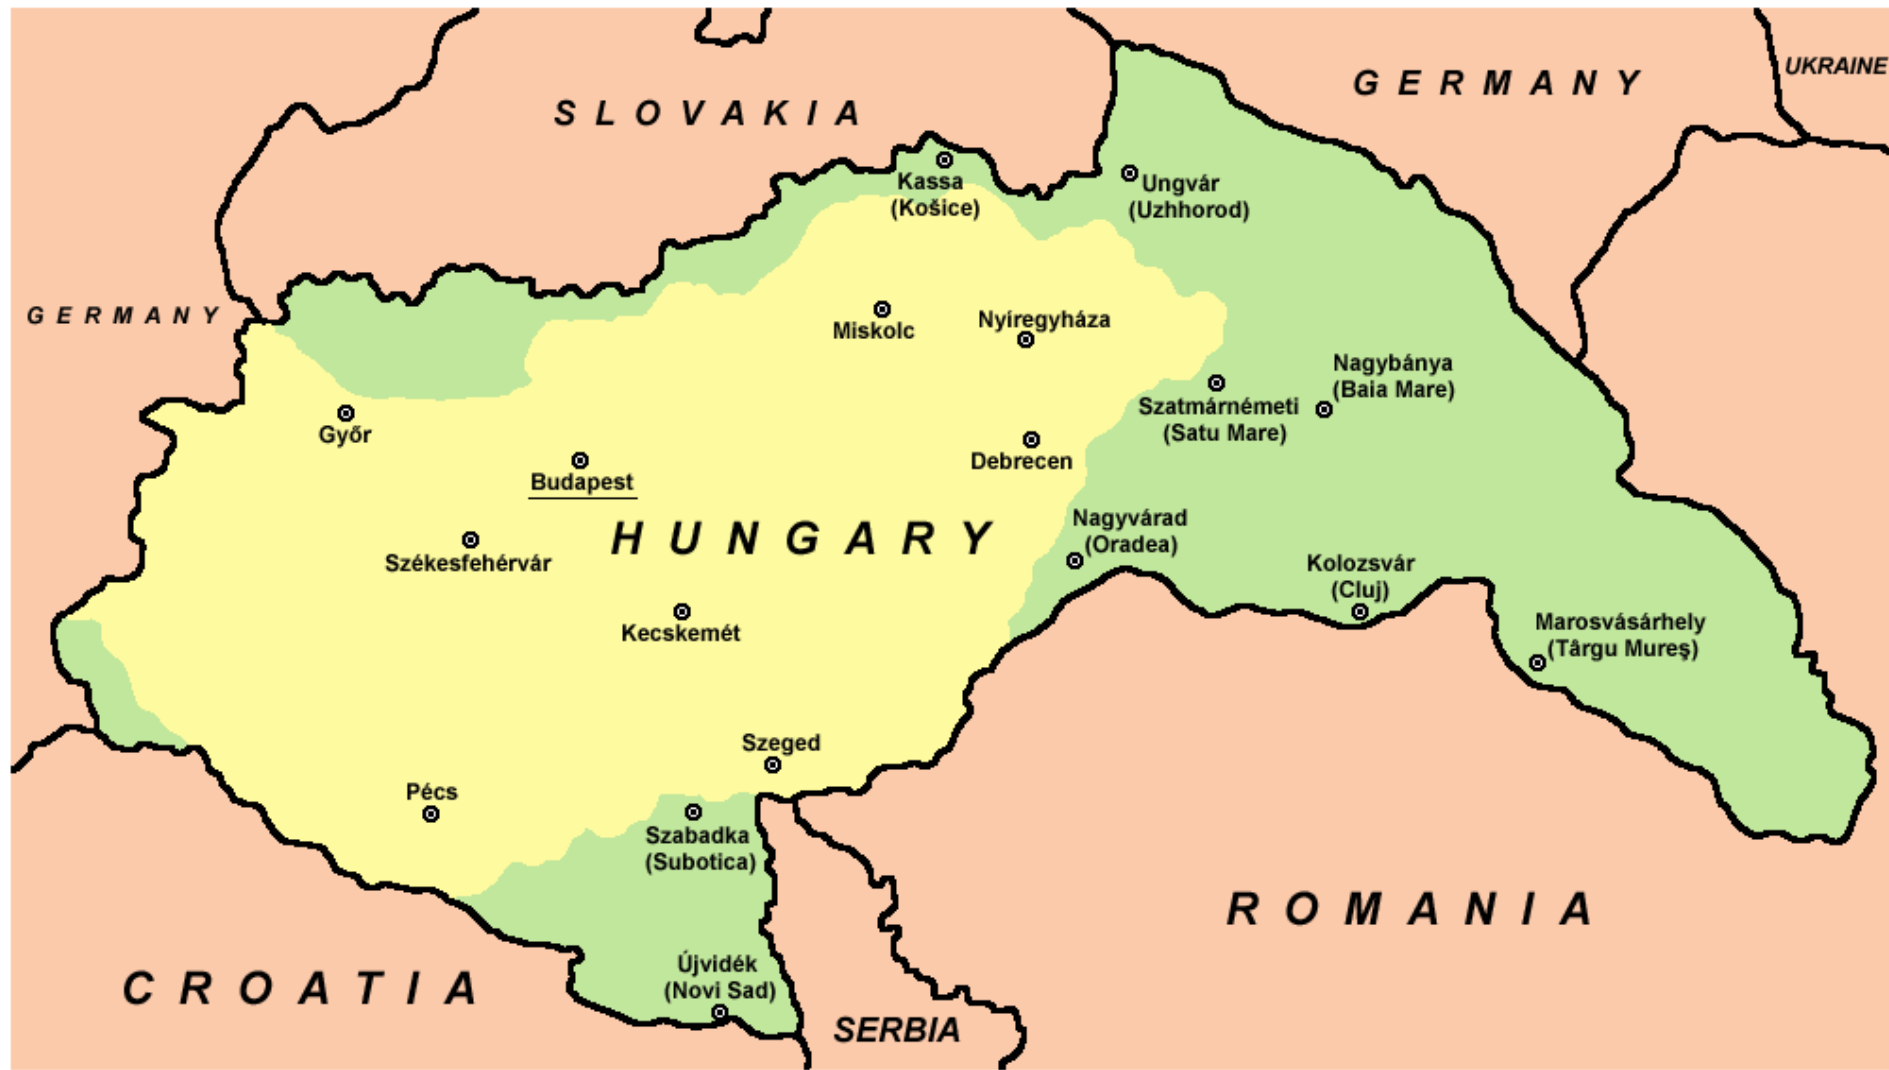 UKRAINE
GERMANY
SLOVAKIA
Kassa
(Košice)
Ungvár
(Uzhhorod)
GERMANY
Miskolc
Nyíregyháza
Nagybánya
(Baia Mare)
Szatmárnémeti
(Satu Mare)
Győr
Debrecen
Budapest
Nagyvárad
(Oradea)
HUNGARY
Székesfehérvár
Kolozsvár
(Cluj)
Kecskemét
Marosvásárhely
(Târgu Mureş)
Szeged
Pécs
Szabadka
(Subotica)
ROMANIA
Újvidék
(Novi Sad)
CROATIA
SERBIA